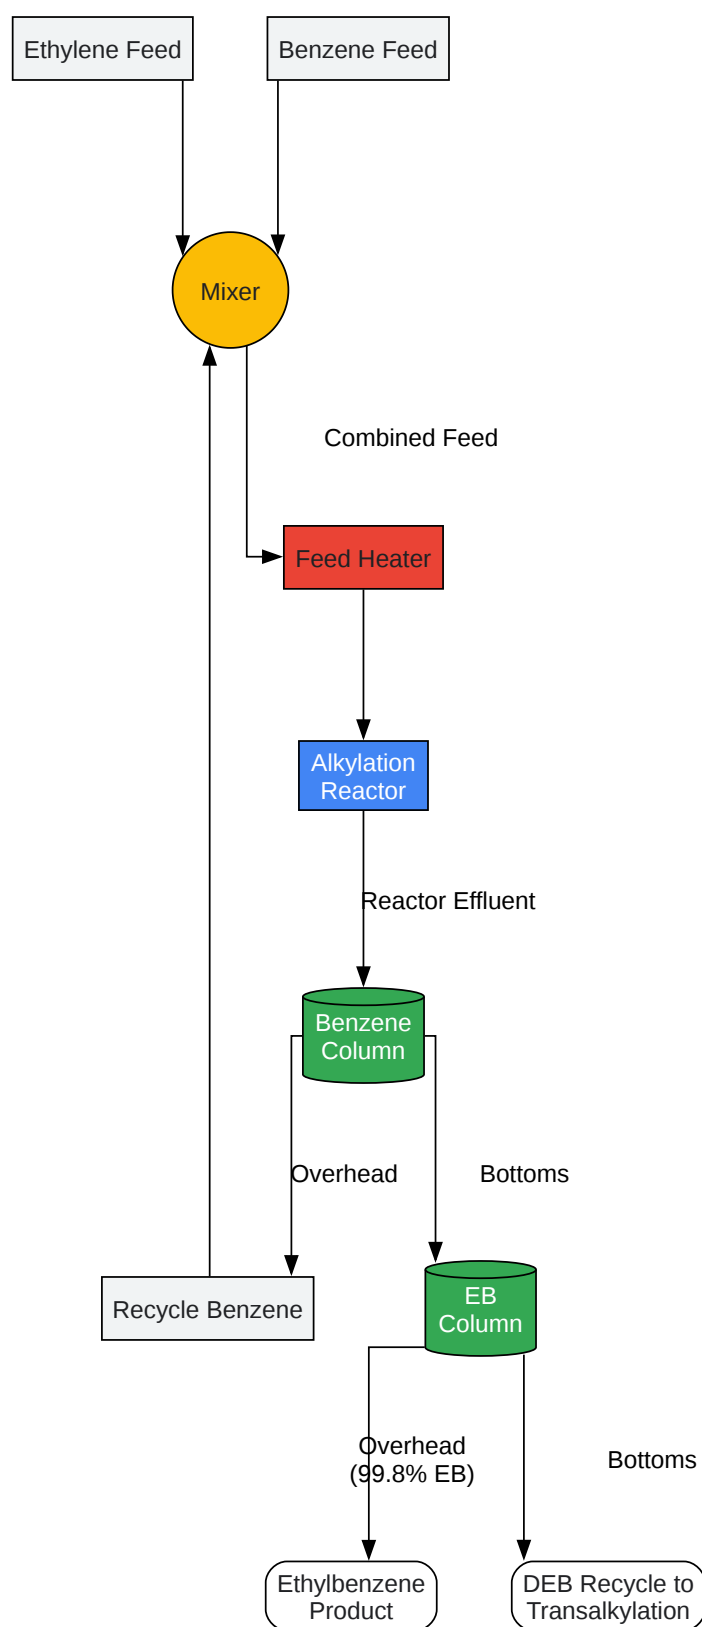 Ethylene Feed
Benzene Feed
Mixer
Combined Feed
Feed Heater
Alkylation
Reactor
Reactor Effluent
Benzene
Column
Overhead
Bottoms
Recycle Benzene
EB
Column
Overhead
(99.8% EB)
Bottoms
Ethylbenzene
Product
DEB Recycle to
Transalkylation